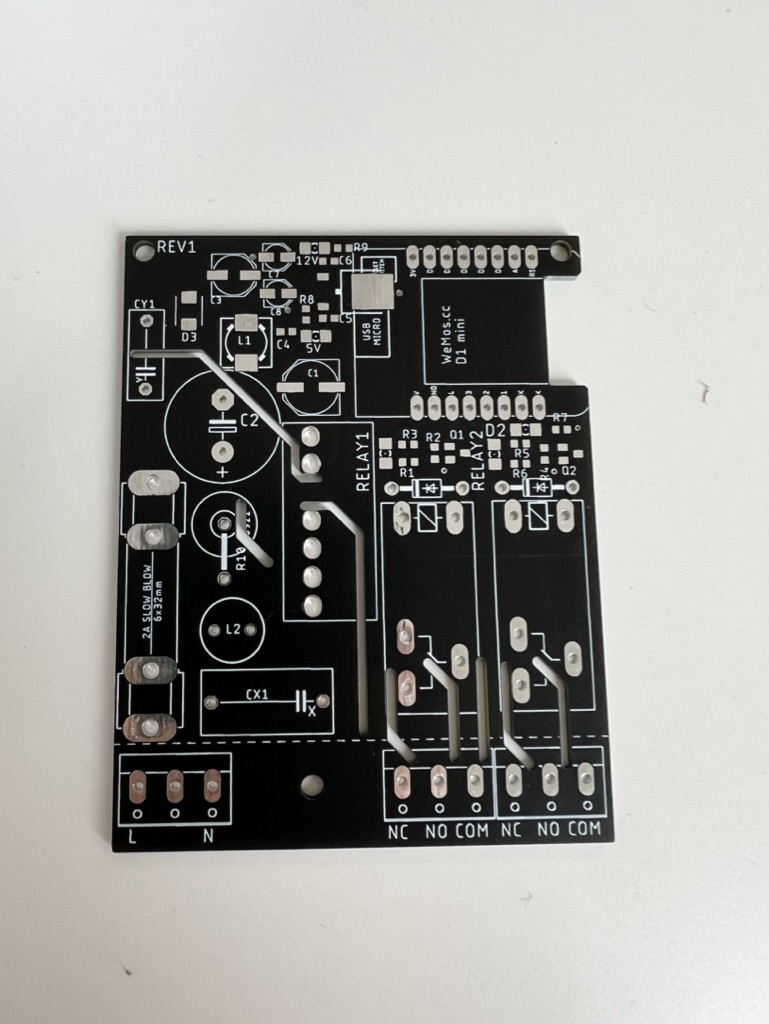 REV1
12V
R9
C6
C7
C3
C8
R8
C5
CY1
Y
D3
L1
C4
5V
USB
MICRO
WeMos.cc
D1 mini
C1
C2
+
RELAY1
R3
R2
Q1
R1
RELAY2
D2
R7
R5
R6
R4
Q2
R10
2A SLOW BLOW
6x32mm
L2
CX1
X
L
N
NC
NO
COM
NC
NO
COM